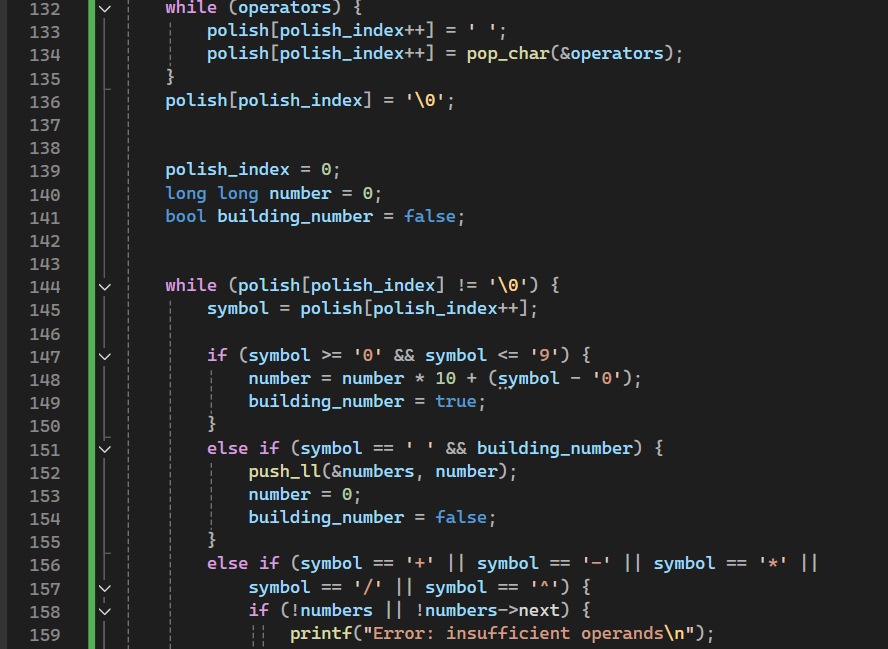 132 while (operators) {
133 polish[polish_index++] = ' ';
134 polish[polish_index++] = pop_char(&operators);
135 }
136 polish[polish_index] = '\0';
137
138
139 polish_index = 0;
140 long long number = 0;
141 bool building_number = false;
142
143
144 while (polish[polish_index] != '\0') {
145 symbol = polish[polish_index++];
146
147 if (symbol >= '0' && symbol <= '9') {
148 number = number * 10 + (symbol - '0');
149 building_number = true;
150 }
151 else if (symbol == ' ' && building_number) {
152 push_ll(&numbers, number);
153 number = 0;
154 building_number = false;
155 }
156 else if (symbol == '+' || symbol == '-' || symbol == '*' ||
157 symbol == '/' || symbol == '^') {
158 if (!numbers || !numbers->next) {
159 printf("Error: insufficient operands\n");